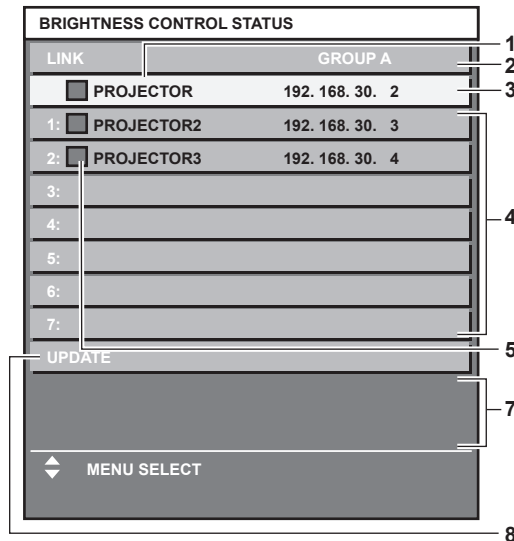 BRIGHTNESS CONTROL STATUS
LINK GROUP A
PROJECTOR 192. 168. 30. 2
1: PROJECTOR2 192. 168. 30. 3
2: PROJECTOR3 192. 168. 30. 4
3:
4:
5:
6:
7:
UPDATE
MENU SELECT
1
2
3
4
5
7
8